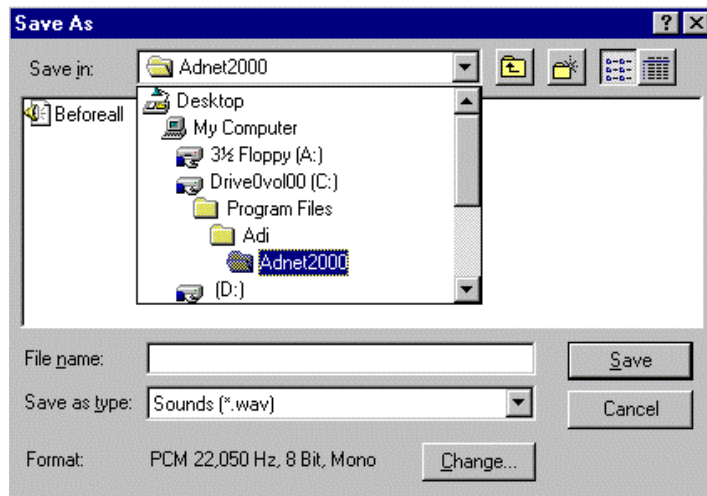 Save As
Save in: Adnet2000
Beforeall
Desktop
My Computer
3½ Floppy (A:)
Drive0vol00 (C:)
Program Files
Adi
Adnet2000
(D:)
File name: Save
Save as type: Sounds (*.wav) Cancel
Format: PCM 22,050 Hz, 8 Bit, Mono Change...